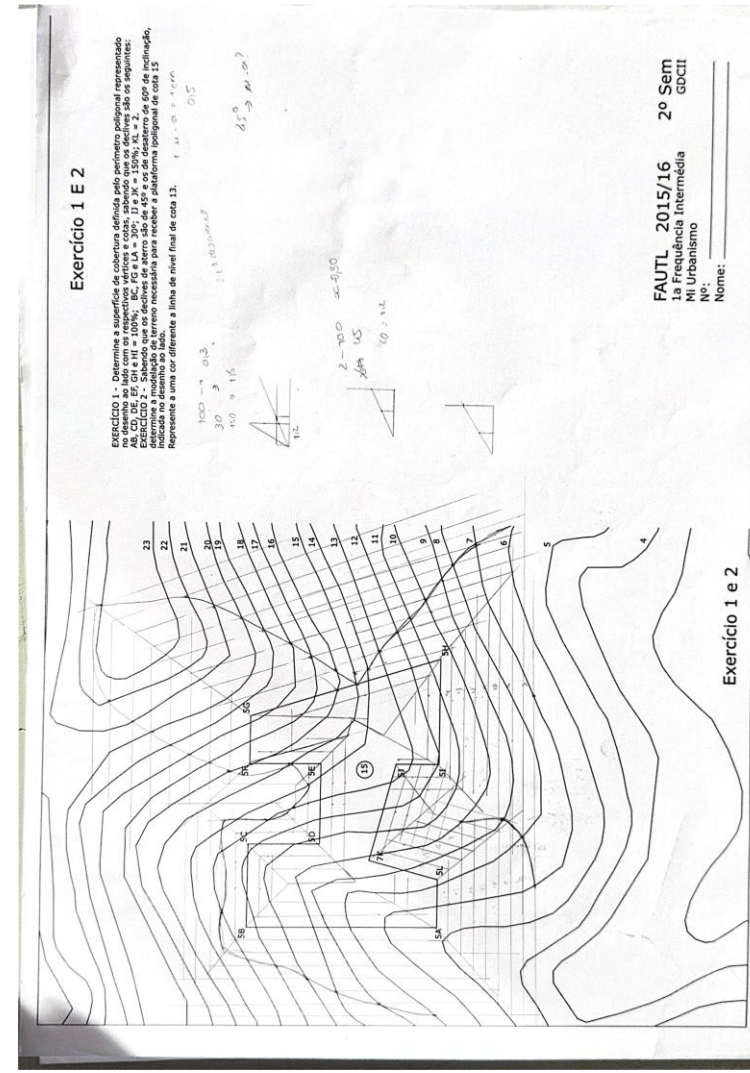 Exercício 1 E 2
EXERCÍCIO 1 - Determine a superfície de cobertura definida pelo perímetro poligonal representado
no desenho ao lado com os respectivos vértices e cotas, sabendo que os declives são os seguintes:
AB, CD, DE, EF, GH e HI = 100%; BC, FG e LA = 30º; IJ e JK = 150%; KL = 2.
EXERCÍCIO 2 - Sabendo que os declives de aterro são de 45º e os de desaterro de 60º de inclinação,
determine a modelação de terreno necessária para receber a plataforma (poligonal de cota 15
indicada no desenho ao lado.
Represente a uma cor diferente a linha de nível final de cota 13.
100 → 0,3
30
150
45º →
2 - 100
45
FAUTL 2015/16 2º Sem
1a Frequência Intermédia GDCII
Mi Urbanismo
Nº:
Nome:
23
22
21
20
19
18
17
16
15
14
13
12
11
10
9
8
7
6
5
4
5G
5F
5E
5C
5D
5B
15
5H
5J
5I
7K
5L
5A
Exercício 1 e 2